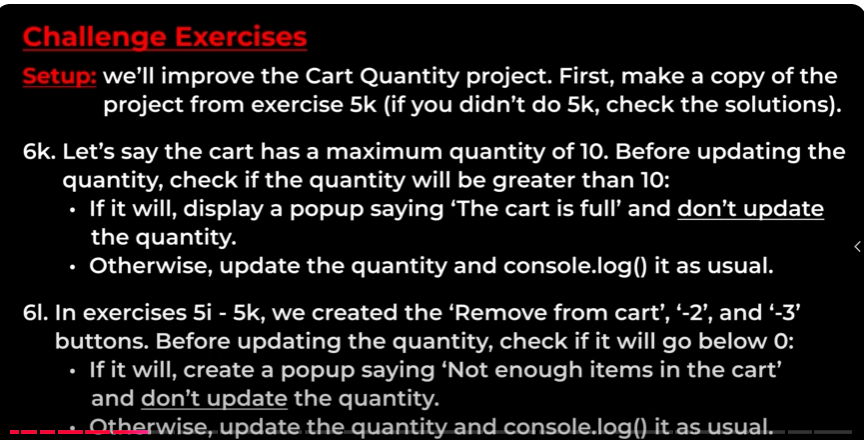 Challenge Exercises
Setup: we’ll improve the Cart Quantity project. First, make a copy of the
project from exercise 5k (if you didn’t do 5k, check the solutions).
6k. Let’s say the cart has a maximum quantity of 10. Before updating the
quantity, check if the quantity will be greater than 10:
• If it will, display a popup saying ‘The cart is full’ and don’t update
the quantity.
• Otherwise, update the quantity and console.log() it as usual.
6l. In exercises 5i - 5k, we created the ‘Remove from cart’, ‘-2’, and ‘-3’
buttons. Before updating the quantity, check if it will go below 0:
• If it will, create a popup saying ‘Not enough items in the cart’
and don’t update the quantity.
• Otherwise, update the quantity and console.log() it as usual.